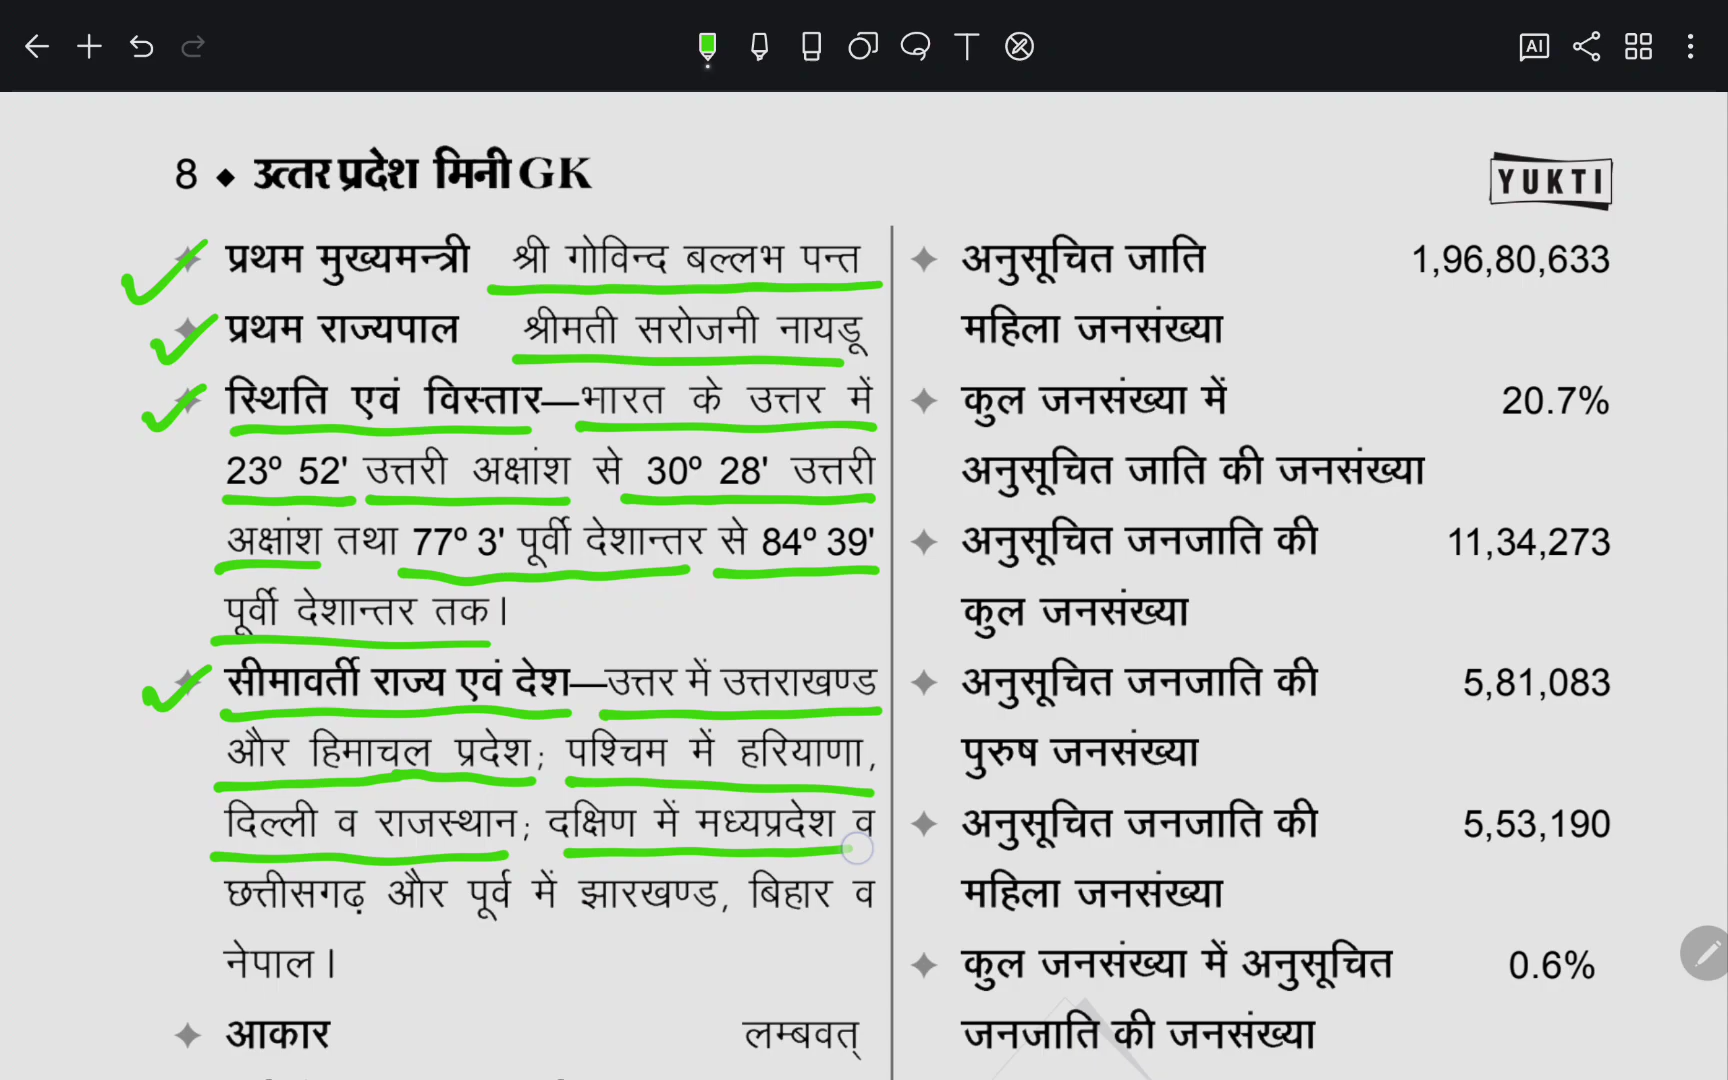 AI
8 ◆ उत्तर प्रदेश मिनी GK
YUKTI
प्रथम मुख्यमन्त्री श्री गोविन्द बल्लभ पन्त
प्रथम राज्यपाल श्रीमती सरोजनी नायडू
स्थिति एवं विस्तार—भारत के उत्तर में
23º 52' उत्तरी अक्षांश से 30º 28' उत्तरी
अक्षांश तथा 77º 3' पूर्वी देशान्तर से 84º 39'
पूर्वी देशान्तर तक।
सीमावर्ती राज्य एवं देश—उत्तर में उत्तराखण्ड
और हिमाचल प्रदेश; पश्चिम में हरियाणा,
दिल्ली व राजस्थान; दक्षिण में मध्यप्रदेश व
छत्तीसगढ़ और पूर्व में झारखण्ड, बिहार व
नेपाल।
आकार लम्बवत्
अनुसूचित जाति 1,96,80,633
महिला जनसंख्या
कुल जनसंख्या में 20.7%
अनुसूचित जाति की जनसंख्या
अनुसूचित जनजाति की 11,34,273
कुल जनसंख्या
अनुसूचित जनजाति की 5,81,083
पुरुष जनसंख्या
अनुसूचित जनजाति की 5,53,190
महिला जनसंख्या
कुल जनसंख्या में अनुसूचित 0.6%
जनजाति की जनसंख्या